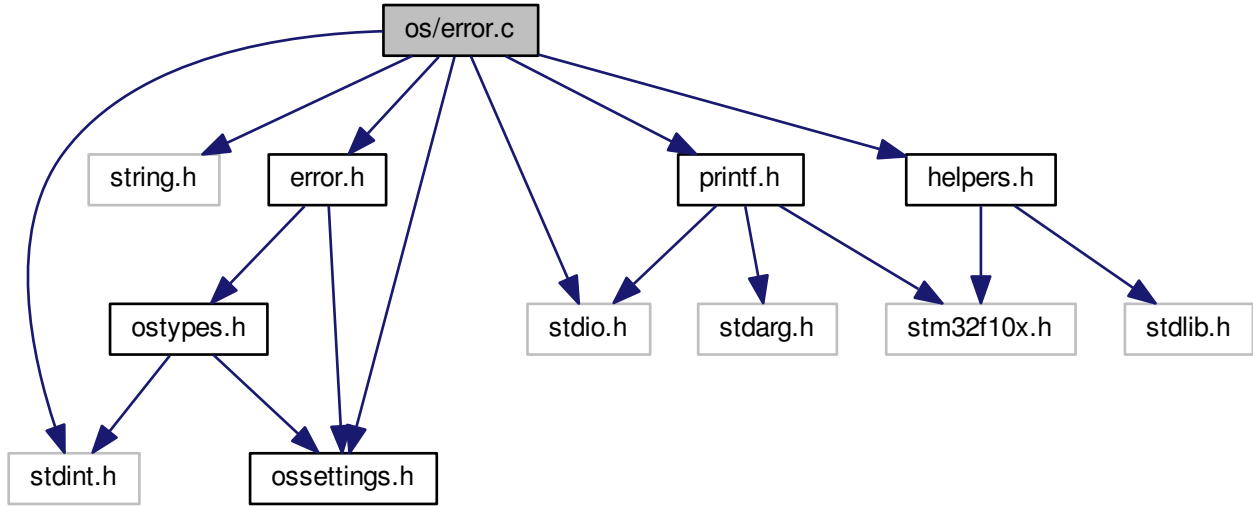 os/error.c
string.h
error.h
printf.h
helpers.h
ostypes.h
stdio.h
stdarg.h
stm32f10x.h
stdlib.h
stdint.h
ossettings.h